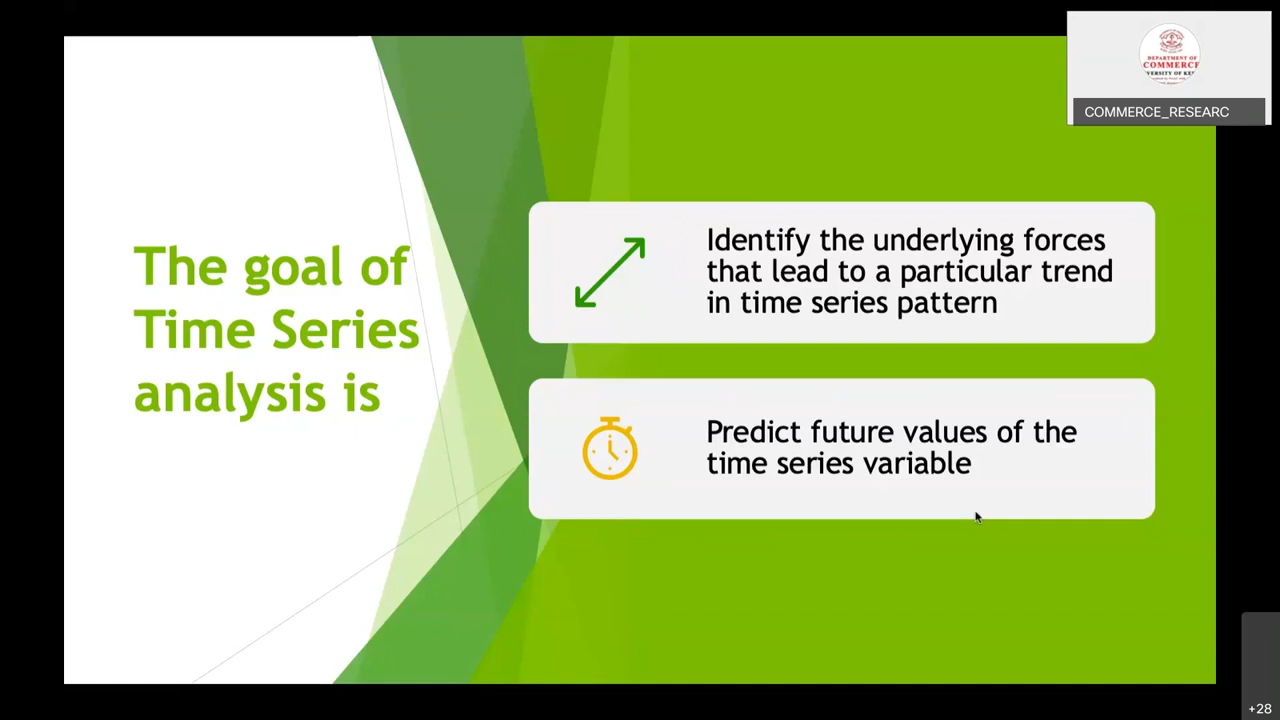 The goal of
Time Series
analysis is
Identify the underlying forces
that lead to a particular trend
in time series pattern
Predict future values of the
time series variable
DEPARTMENT OF
COMMERCE
COMMERCE_RESEARC
+28